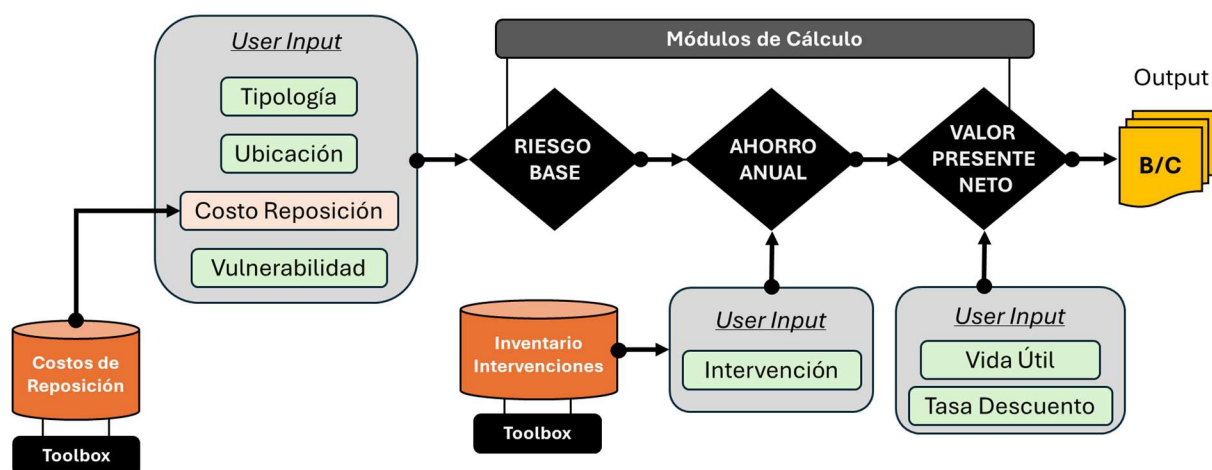 User Input
Tipología
Ubicación
Costo Reposición
Vulnerabilidad
Costos de
Reposición
Toolbox
Módulos de Cálculo
RIESGO
BASE
AHORRO
ANUAL
VALOR
PRESENTE
NETO
Output
B/C
Inventario
Intervenciones
Toolbox
User Input
Intervención
User Input
Vida Útil
Tasa Descuento